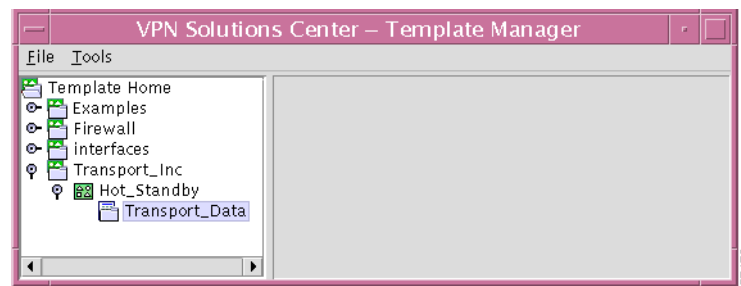 VPN Solutions Center – Template Manager
File Tools
Template Home
Examples
Firewall
interfaces
Transport_Inc
Hot_Standby
Transport_Data